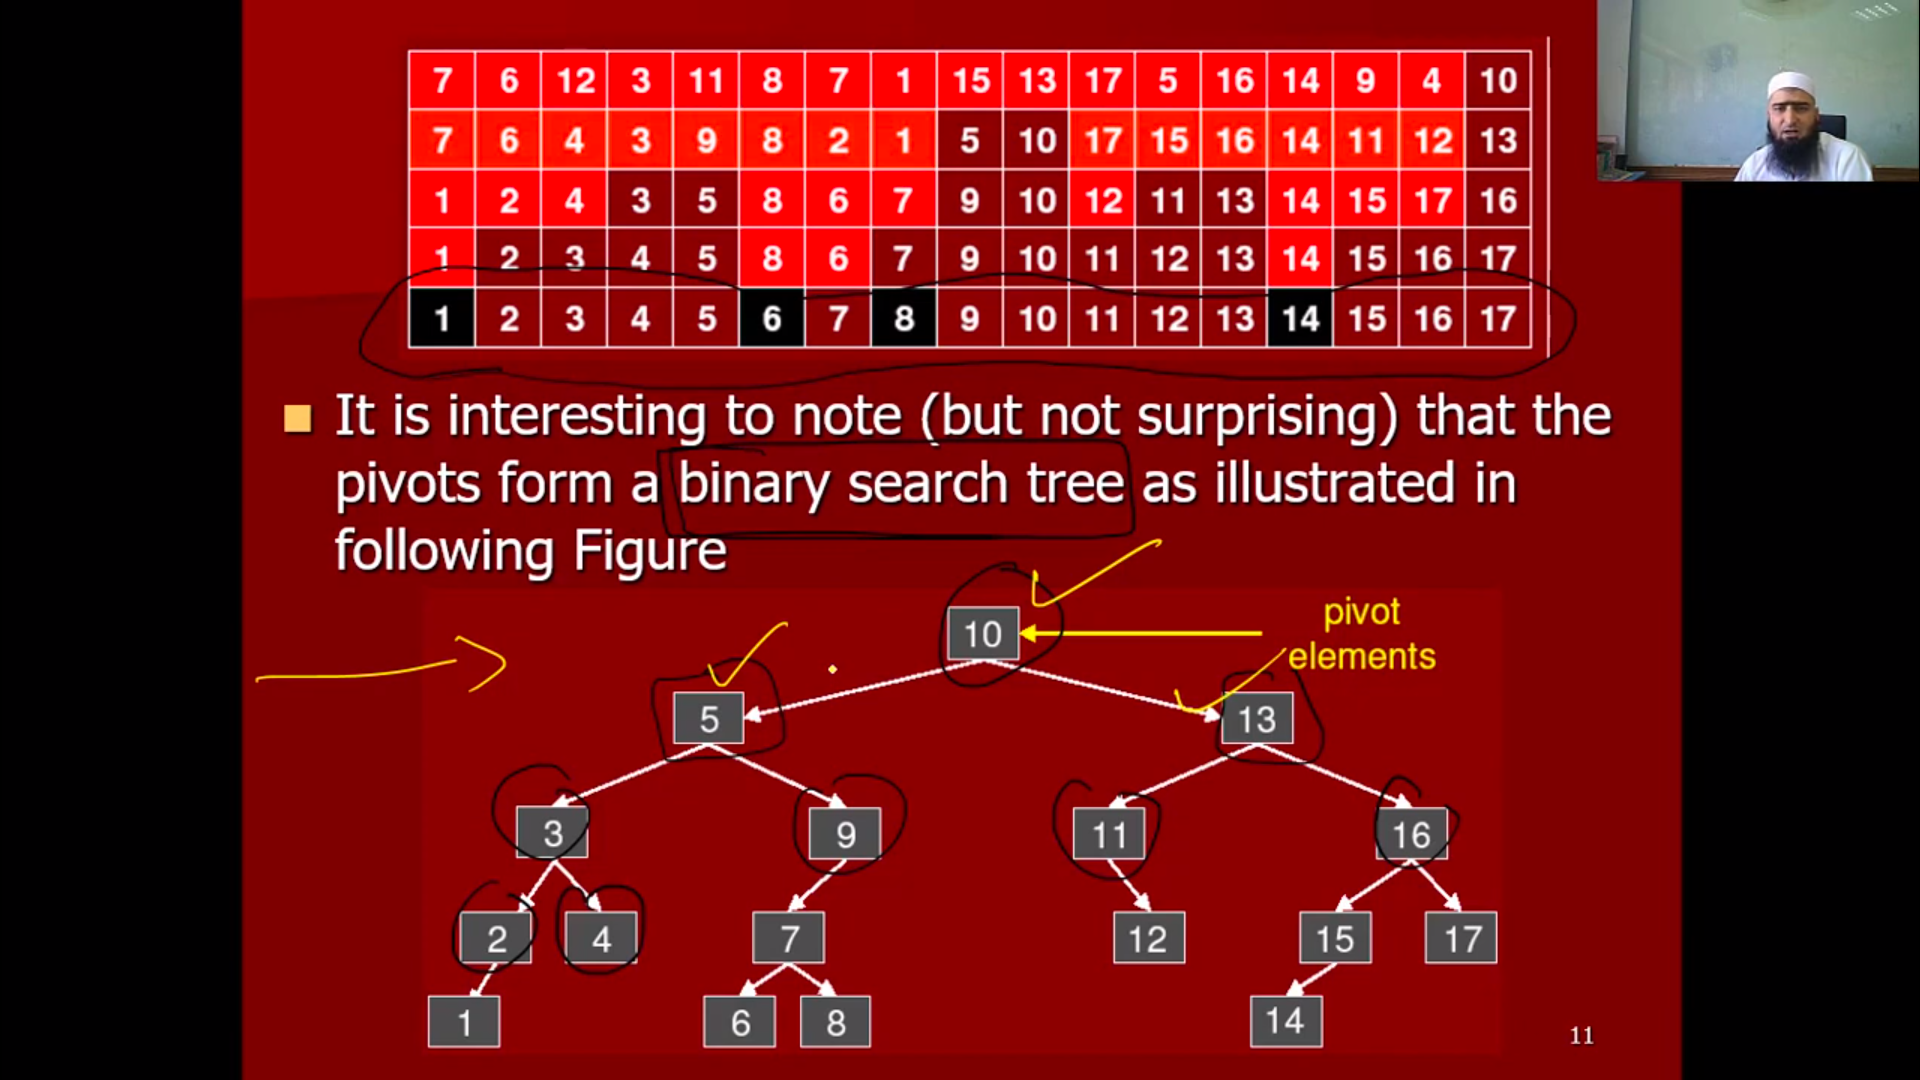 7 6 12 3 11 8 7 1 15 13 17 5 16 14 9 4 10
7 6 4 3 9 8 2 1 5 10 17 15 16 14 11 12 13
1 2 4 3 5 8 6 7 9 10 12 11 13 14 15 17 16
1 2 3 4 5 8 6 7 9 10 11 12 13 14 15 16 17
1 2 3 4 5 6 7 8 9 10 11 12 13 14 15 16 17
It is interesting to note (but not surprising) that the
pivots form a binary search tree as illustrated in
following Figure
pivot
elements
10
5 13
3 9 11 16
2 4 7 12 15 17
1 6 8 14
11